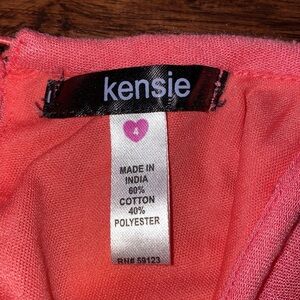 kensie
4
MADE IN
INDIA
60%
COTTON
40%
POLYESTER
RN# 59123